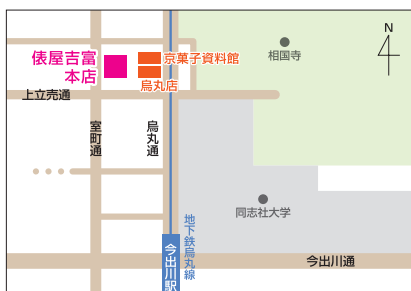 N
相国寺
俵屋吉富
本店
京菓子資料館
烏丸店
上立売通
室町通
烏丸通
同志社大学
地下鉄烏丸線
今出川通
今出川駅